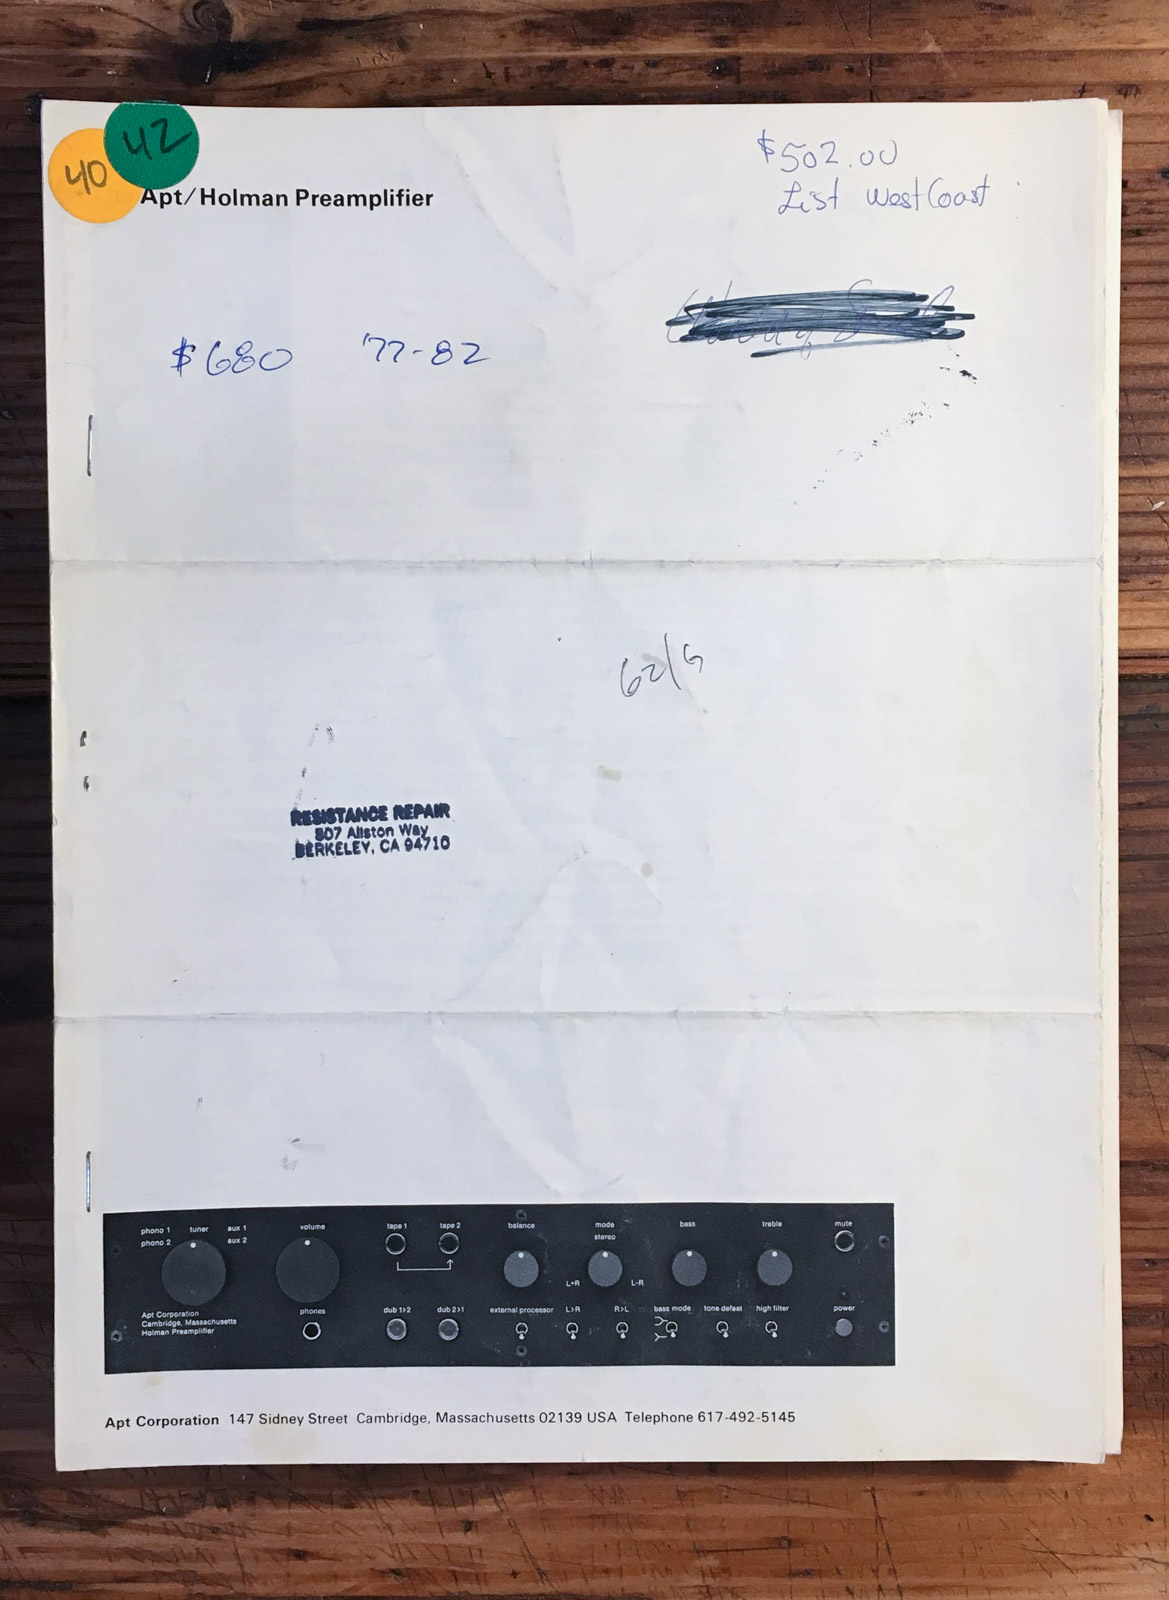 42
40
Apt/Holman Preamplifier
$502.00
List West Coast
$680 '77-82
62/G
RESISTANCE REPAIR
807 Allston Way
BERKELEY, CA 94710
phono 1 tuner aux 1
phono 2 aux 2
volume
tape 1 tape 2
balance
mode
stereo
L+R L-R
bass
treble
mute
Apt Corporation
Cambridge, Massachusetts
Holman Preamplifier
phones
dub 1>2 dub 2>1
external processor L>R R>L bass mode tone defeat high filter power
Apt Corporation 147 Sidney Street Cambridge, Massachusetts 02139 USA Telephone 617-492-5145